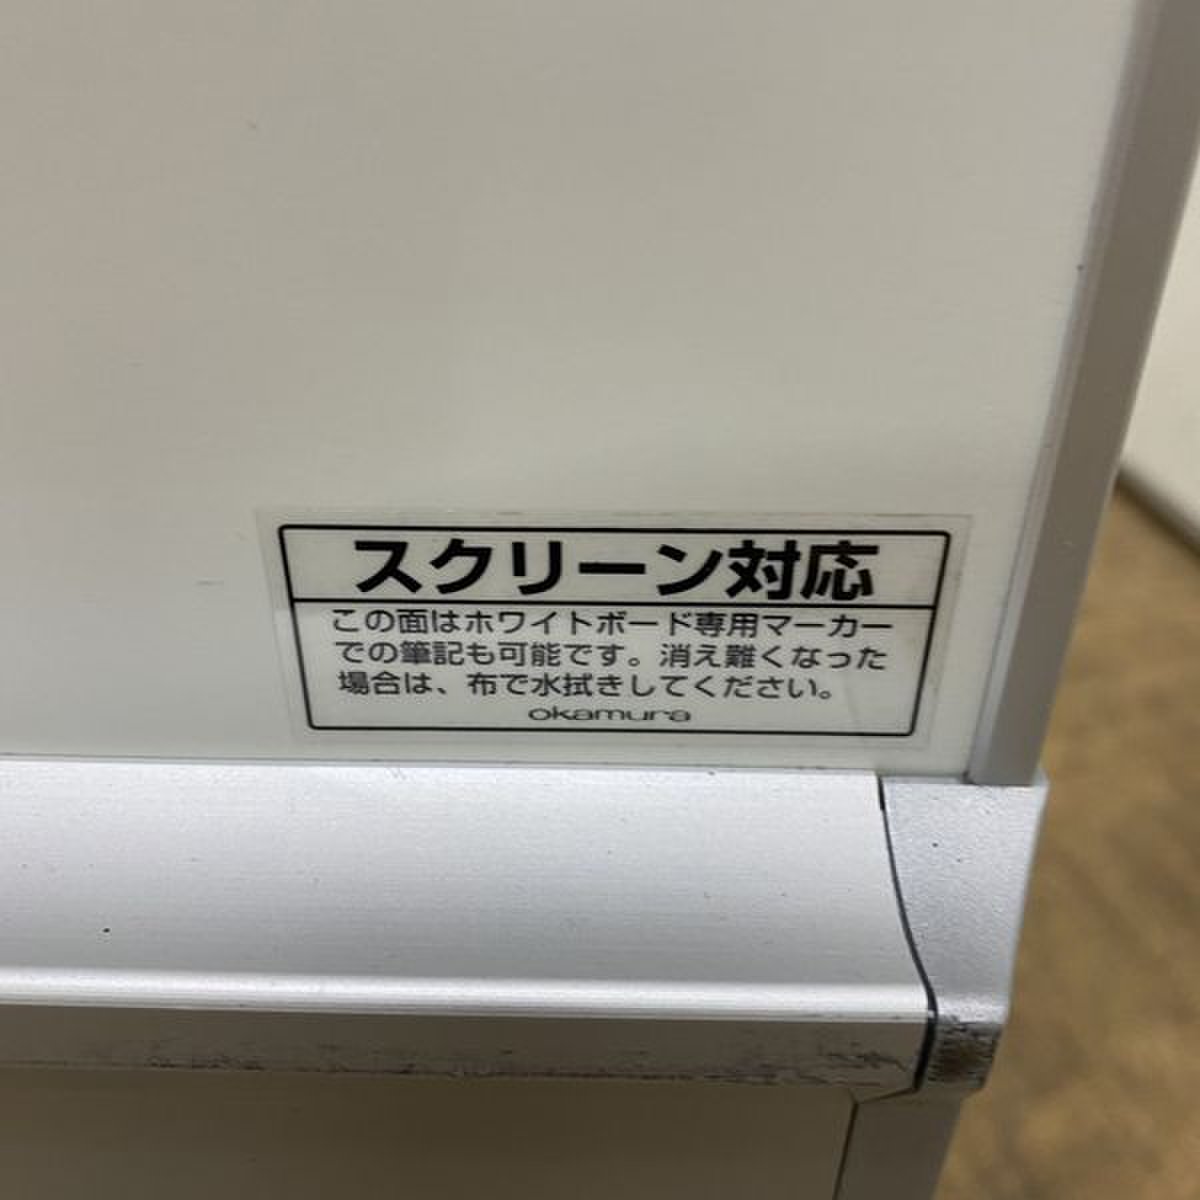 スクリーン対応
この面はホワイトボード専用マーカー
での筆記も可能です。消え難くなった
場合は、布で水拭きしてください。
okamura